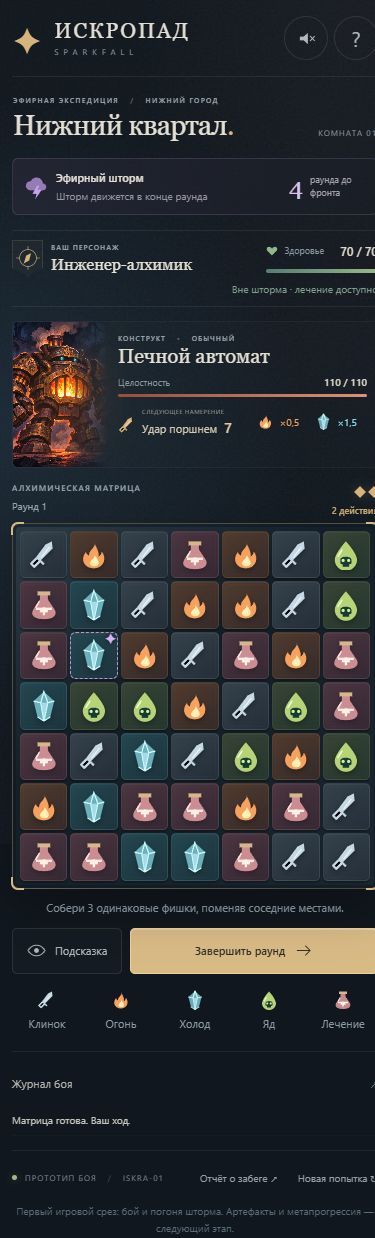 ИСКРОПАД
SPARKFALL
?
ЭФИРНАЯ ЭКСПЕДИЦИЯ / НИЖНИЙ ГОРОД
Нижний квартал.
КОМНАТА 01
Эфирный шторм
Шторм движется в конце раунда
4 раунда до фронта
ВАШ ПЕРСОНАЖ
Инженер-алхимик
Здоровье 70 / 70
Вне шторма · лечение доступно
КОНСТРУКТ · ОБЫЧНЫЙ
Печной автомат
Целостность 110 / 110
СЛЕДУЮЩЕЕ НАМЕРЕНИЕ
Удар поршнем 7
×0,5 ×1,5
АЛХИМИЧЕСКАЯ МАТРИЦА
Раунд 1
2 действия
Собери 3 одинаковые фишки, поменяв соседние местами.
Подсказка
Завершить раунд →
Клинок Огонь Холод Яд Лечение
Журнал боя
Матрица готова. Ваш ход.
ПРОТОТИП БОЯ / ISKRA-01
Отчёт о забеге ↗ Новая попытка
Первый игровой срез: бой и погоня шторма. Артефакты и метапрогрессия —
следующий этап.